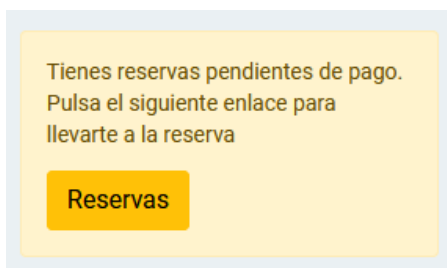 Tienes reservas pendientes de pago.
Pulsa el siguiente enlace para
llevarte a la reserva
Reservas